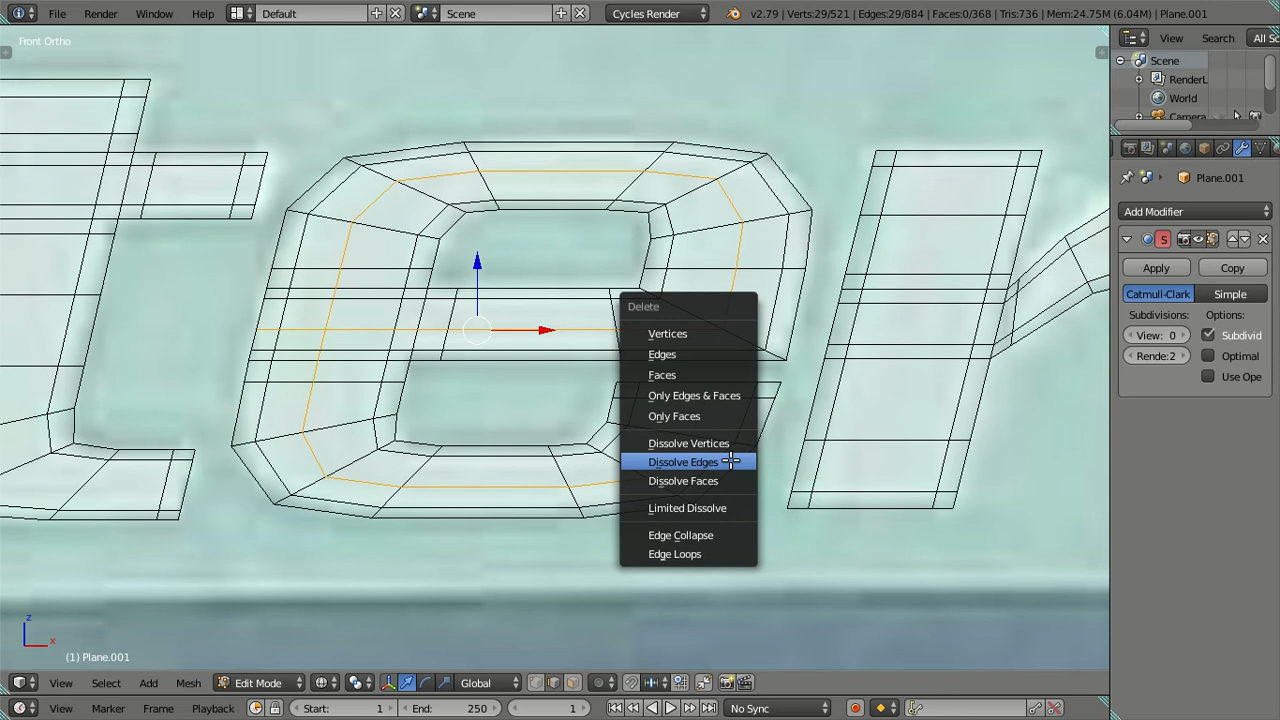 File Render Window Help Default Scene Cycles Render v2.79 | Verts:29/521 | Edges:29/884 | Faces:0/368 | Tris:736 | Mem:24.75M (6.04M) | Plane.001
Front Ortho
View Search All Sc
Scene
RenderL
World
Camera
Plane.001
Add Modifier
S
Apply Copy
Catmull-Clark Simple
Subdivisions: Options:
View: 0 Subdivid
Rende:2 Optimal
Use Ope
Delete
Vertices
Edges
Faces
Only Edges & Faces
Only Faces
Dissolve Vertices
Dissolve Edges
Dissolve Faces
Limited Dissolve
Edge Collapse
Edge Loops
z
x
(1) Plane.001
View Select Add Mesh Edit Mode Global
View Marker Frame Playback Start: 1 End: 250 1 No Sync